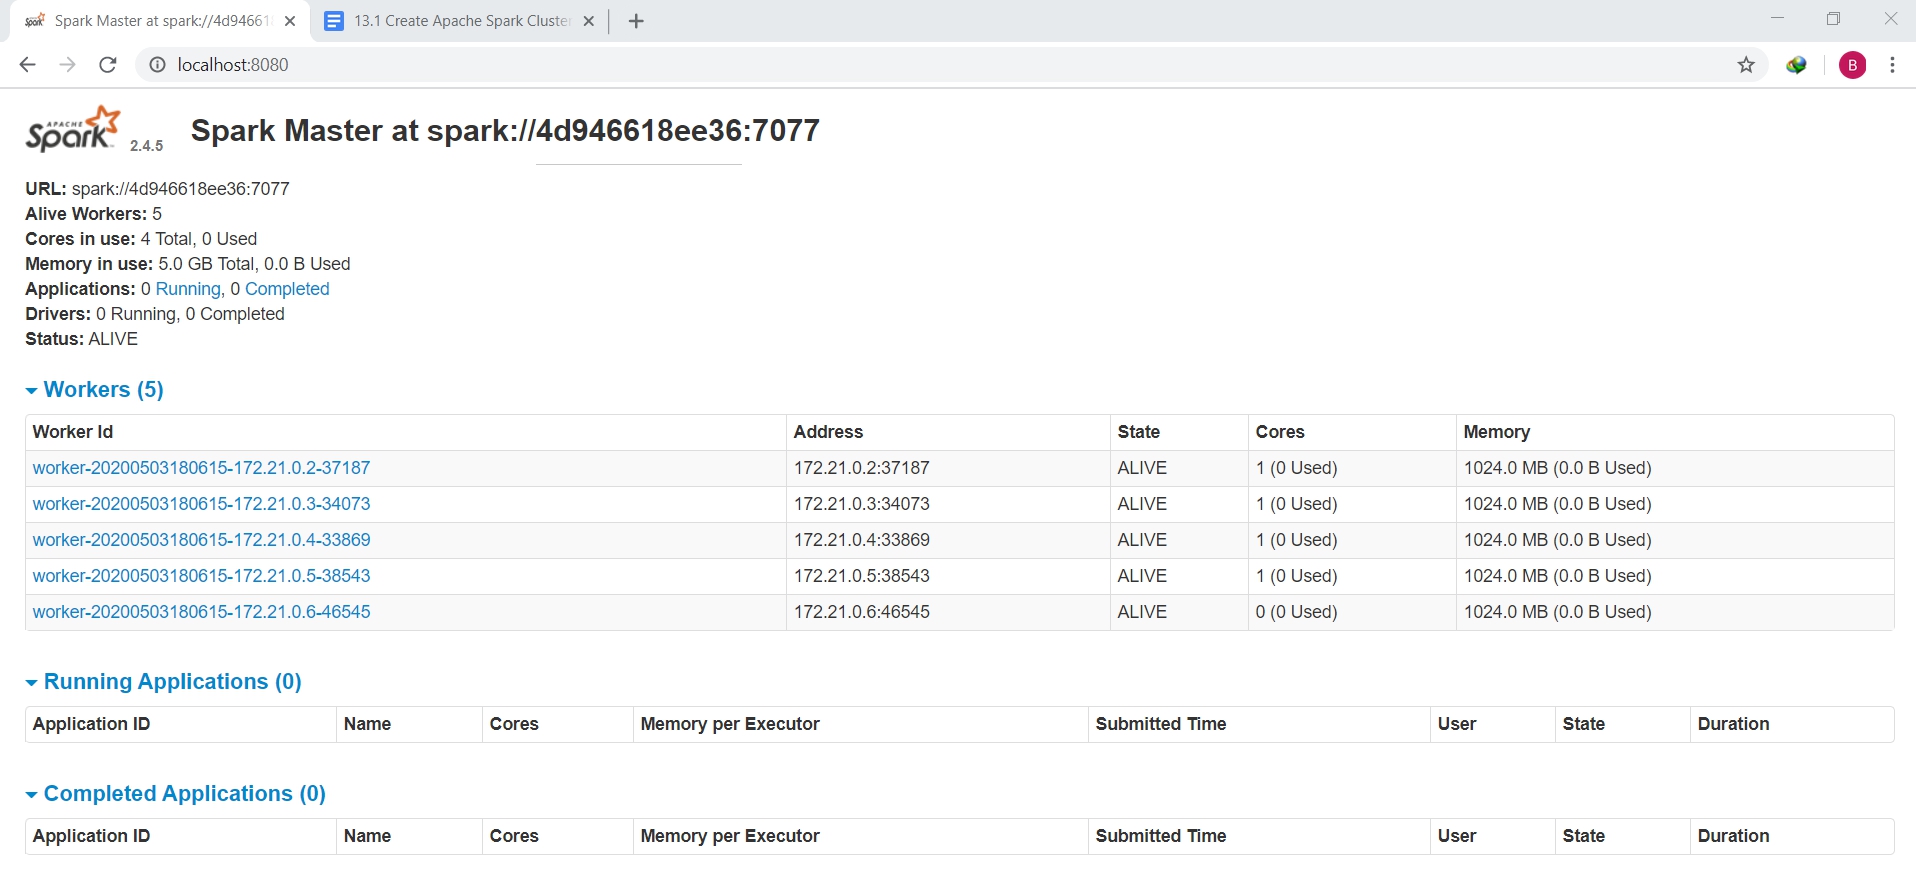 Spark Master at spark://4d94661
13.1 Create Apache Spark Cluster
localhost:8080
B
APACHE
Spark 2.4.5 Spark Master at spark://4d946618ee36:7077
URL: spark://4d946618ee36:7077
Alive Workers: 5
Cores in use: 4 Total, 0 Used
Memory in use: 5.0 GB Total, 0.0 B Used
Applications: 0 Running, 0 Completed
Drivers: 0 Running, 0 Completed
Status: ALIVE
Workers (5)
Worker Id Address State Cores Memory
worker-20200503180615-172.21.0.2-37187 172.21.0.2:37187 ALIVE 1 (0 Used) 1024.0 MB (0.0 B Used)
worker-20200503180615-172.21.0.3-34073 172.21.0.3:34073 ALIVE 1 (0 Used) 1024.0 MB (0.0 B Used)
worker-20200503180615-172.21.0.4-33869 172.21.0.4:33869 ALIVE 1 (0 Used) 1024.0 MB (0.0 B Used)
worker-20200503180615-172.21.0.5-38543 172.21.0.5:38543 ALIVE 1 (0 Used) 1024.0 MB (0.0 B Used)
worker-20200503180615-172.21.0.6-46545 172.21.0.6:46545 ALIVE 0 (0 Used) 1024.0 MB (0.0 B Used)
Running Applications (0)
Application ID Name Cores Memory per Executor Submitted Time User State Duration
Completed Applications (0)
Application ID Name Cores Memory per Executor Submitted Time User State Duration